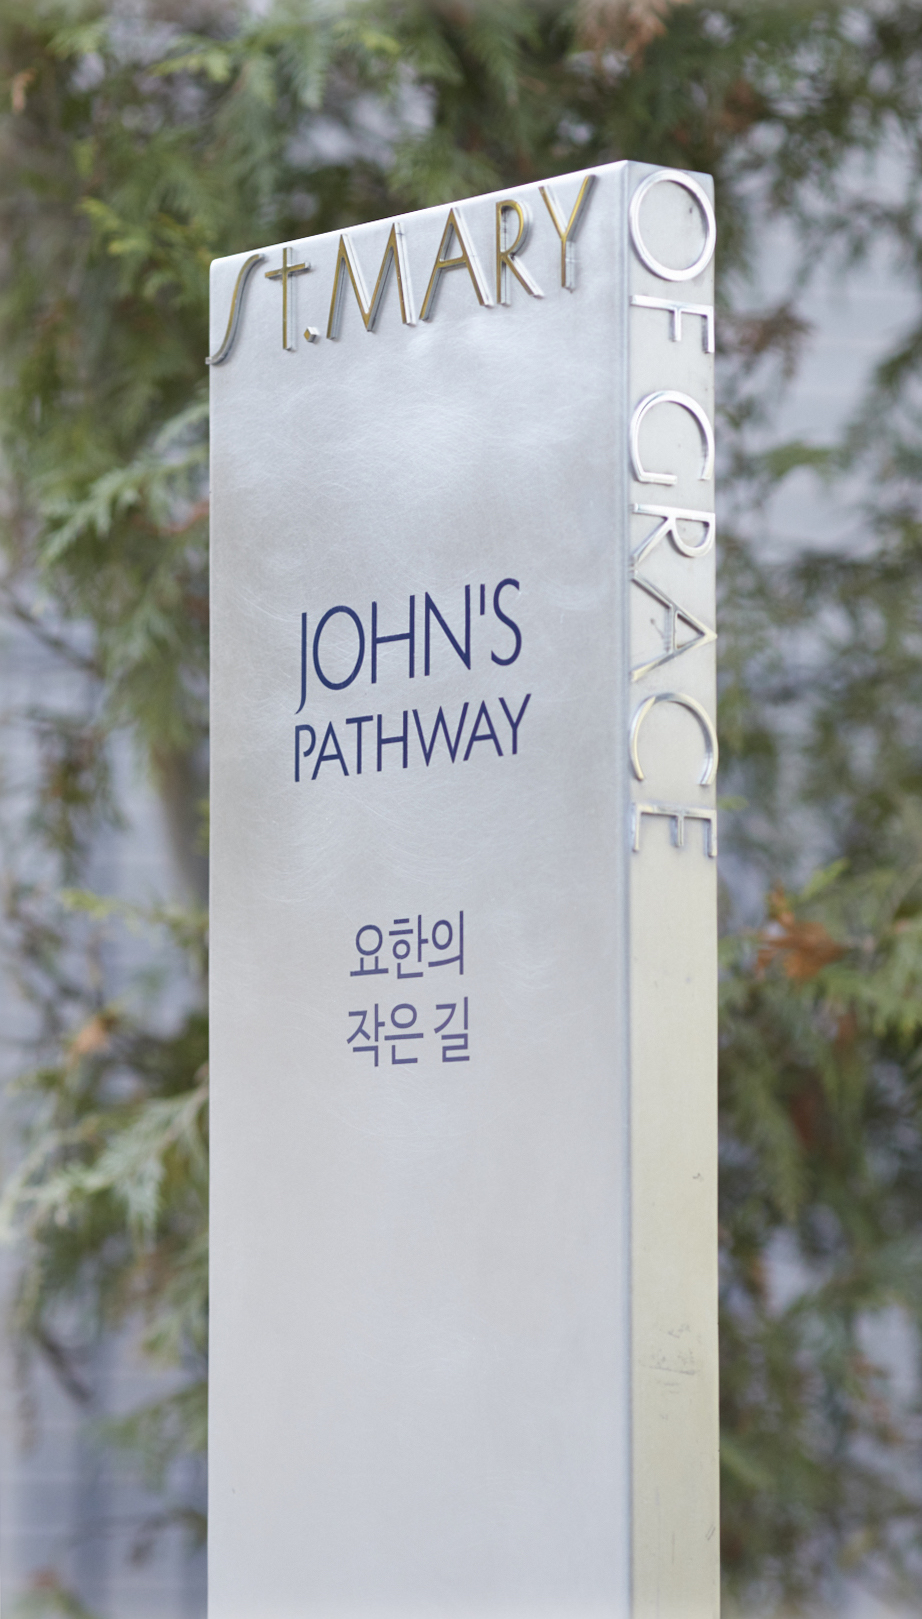 St. MARY
OF GRACE
JOHN'S
PATHWAY
요한의
작은 길